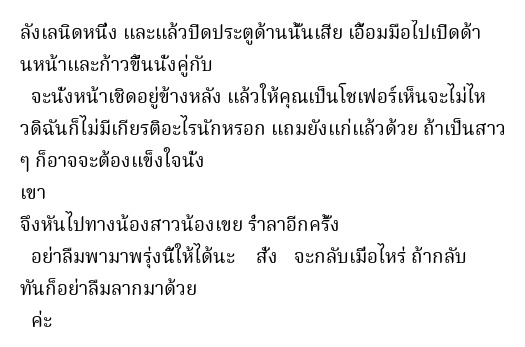 ลังเลนิดหนึ่ง และแล้วปิดประตูด้านนั้นเสีย เอื้อมมือไปเปิดด้า
นหน้าและก้าวขึ้นนั่งคู่กับ
จะนั่งหน้าเชิดอยู่ข้างหลัง แล้วให้คุณเป็นโชเฟอร์เห็นจะไม่ไห
วดิฉันก็ไม่มีเกียรติอะไรนักหรอก แถมยังแก่แล้วด้วย ถ้าเป็นสาว
ๆ ก็อาจจะต้องแข็งใจนั่ง
เขา
จึงหันไปทางน้องสาวน้องเขย ร่ำลาอีกครั้ง
อย่าลืมพามาพรุ่งนี้ให้ได้นะ สั่ง จะกลับเมื่อไหร่ ถ้ากลับ
ทันก็อย่าลืมลากมาด้วย
ค่ะ